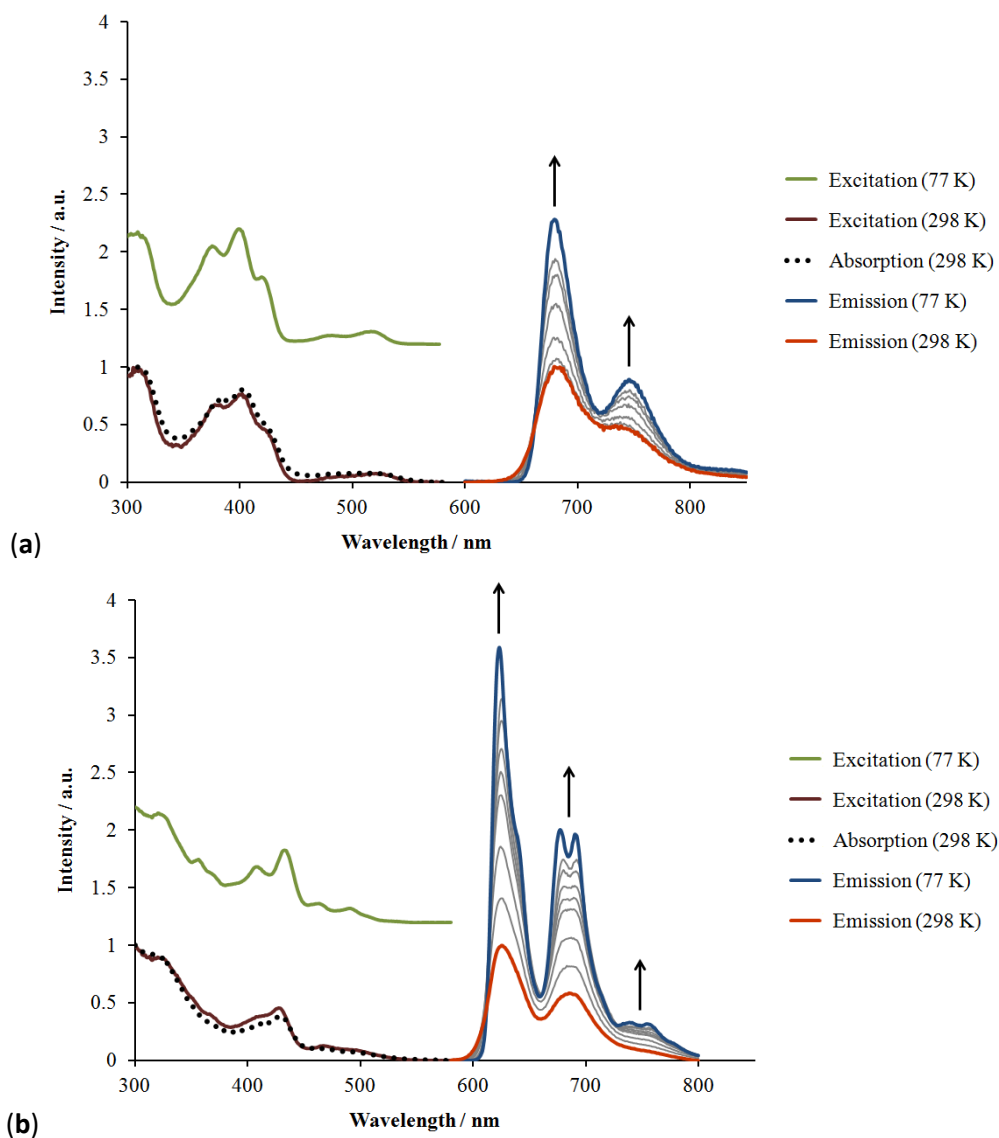 4
3.5
3
2.5
2
1.5
1
0.5
0
Intensity / a.u.
300 400 500 600 700 800
Wavelength / nm
Excitation (77 K)
Excitation (298 K)
Absorption (298 K)
Emission (77 K)
Emission (298 K)
(a)
4
3.5
3
2.5
2
1.5
1
0.5
0
Intensity / a.u.
300 400 500 600 700 800
Wavelength / nm
Excitation (77 K)
Excitation (298 K)
Absorption (298 K)
Emission (77 K)
Emission (298 K)
(b)